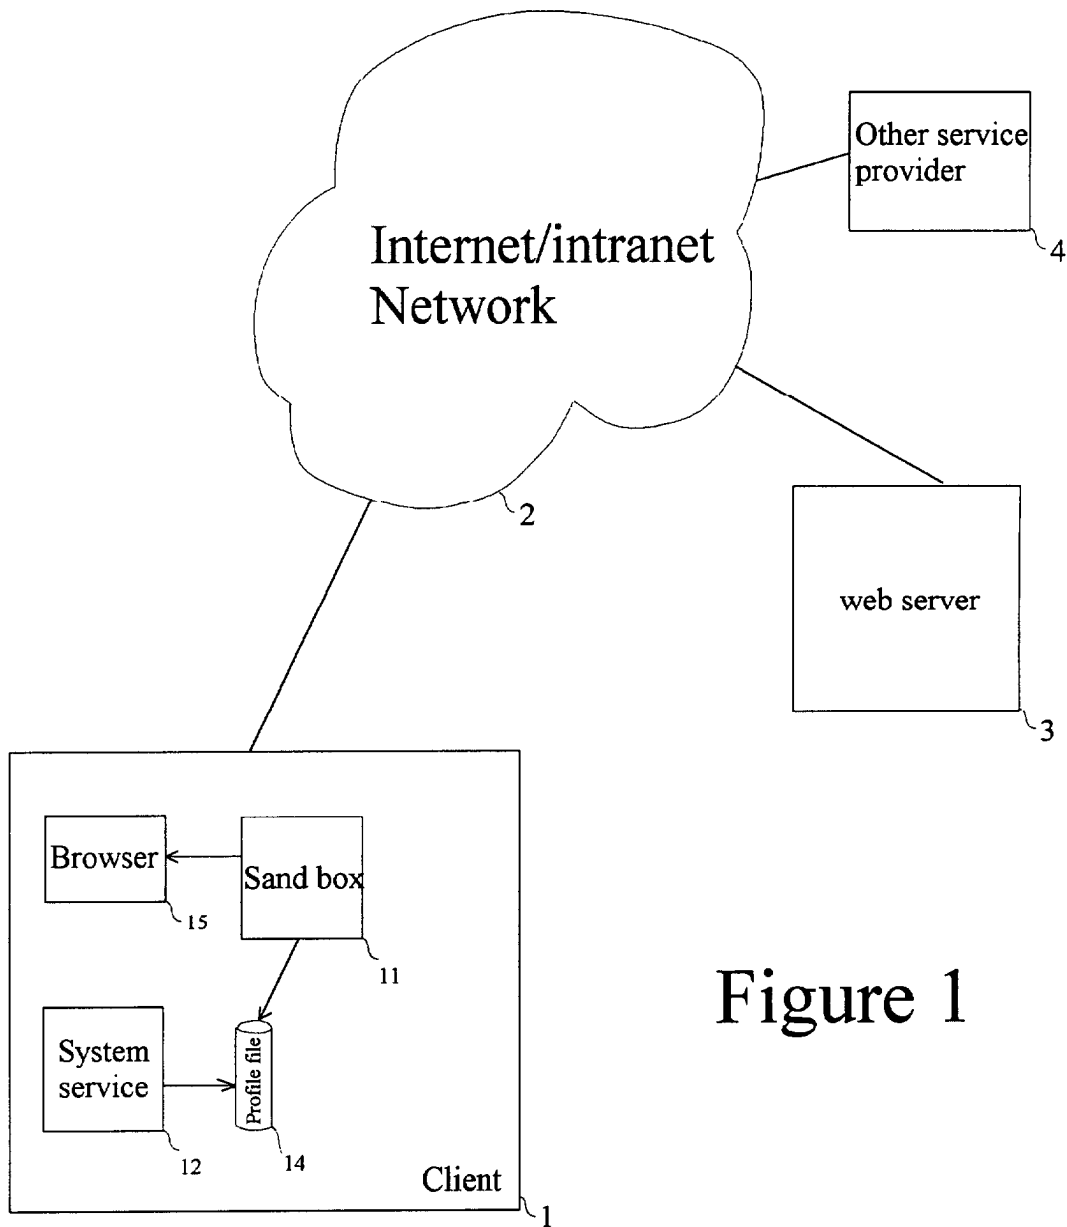 Other service
provider
4
Internet/intranet
Network
2
web server
3
Browser
15
Sand box
11
System
service
12
Profile file
14
Client
1
Figure 1